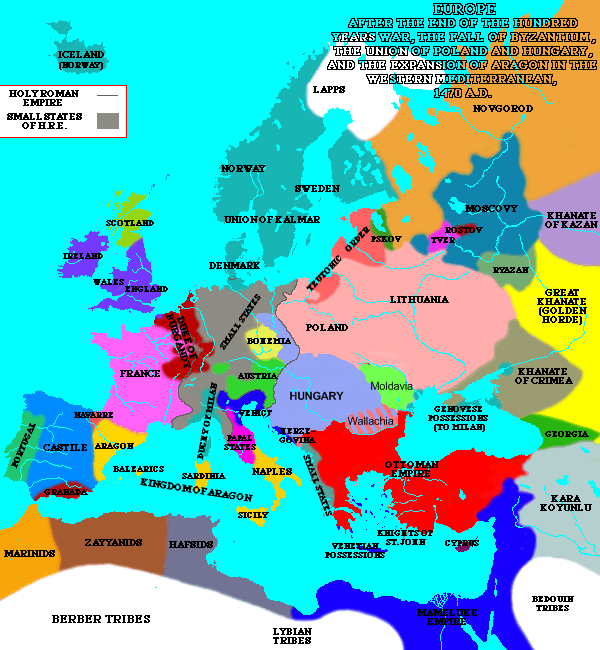 EUROPE
AFTER THE END OF THE HUNDRED
YEARS WAR, THE FALL OF BYZANTIUM,
THE UNION OF POLAND AND HUNGARY,
AND THE EXPANSION OF ARAGON IN THE
WESTERN MEDITERRANEAN,
1470 A.D.
ICELAND
(NORWAY)
HOLY ROMAN
EMPIRE
SMALL STATES
OF H.R.E.
LAPPS
NOVGOROD
NORWAY
SWEDEN
UNION OF KALMAR
SCOTLAND
MOSCOVY
KHANATE
OF KAZAN
ROSTOV
TVER
PSKOV
TEUTONIC ORDER
IRELAND
WALES
ENGLAND
DENMARK
RYAZAN
GREAT
KHANATE
(GOLDEN
HORDE)
LITHUANIA
SMALL STATES
DUKE OF
BURGANDY
POLAND
BOHEMIA
FRANCE
AUSTRIA
KHANATE
OF CRIMEA
HUNGARY
Moldavia
DUCHY OF MILAN
VENICE
GENOVESE
POSSESSIONS
(TO MILAN)
Wallachia
NAVARRE
PORTUGAL
CASTILE
ARAGON
PAPAL
STATES
HERZE-
GOVINA
GEORGIA
BALEARICS
SARDINIA
NAPLES
SMALL STATES
OTTOMAN
EMPIRE
GRANADA
KINGDOM OF ARAGON
SICILY
KARA
KOYUNLU
KNIGHTS OF
ST. JOHN
CYPRUS
VENETIAN
POSSESSIONS
MARINIDS
ZAYYANIDS
HAFSIDS
BEDOUIN
TRIBES
BERBER TRIBES
LYBIAN
TRIBES
MAMELUKE
EMPIRE